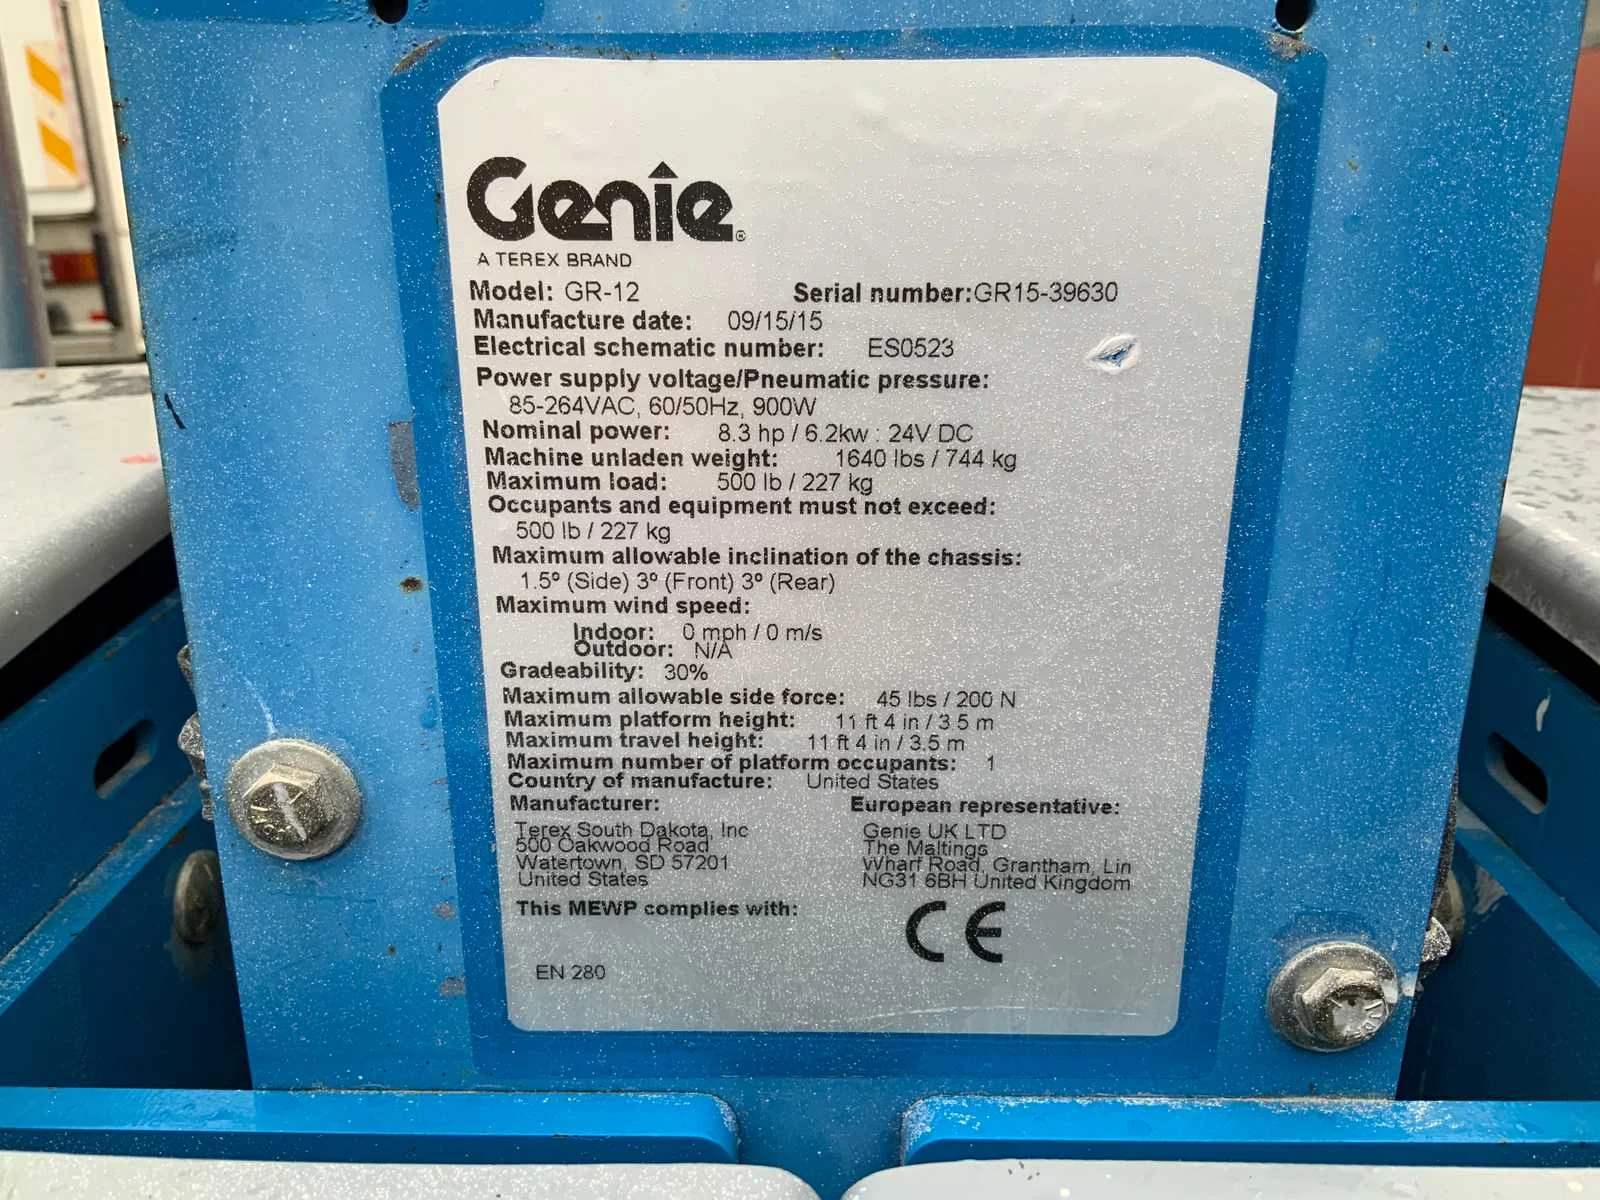 Genie®
A TEREX BRAND
Model: GR-12 Serial number:GR15-39630
Manufacture date: 09/15/15
Electrical schematic number: ES0523
Power supply voltage/Pneumatic pressure:
85-264VAC, 60/50Hz, 900W
Nominal power: 8.3 hp / 6.2kw : 24V DC
Machine unladen weight: 1640 lbs / 744 kg
Maximum load: 500 lb / 227 kg
Occupants and equipment must not exceed:
500 lb / 227 kg
Maximum allowable inclination of the chassis:
1.5º (Side) 3º (Front) 3º (Rear)
Maximum wind speed:
Indoor: 0 mph / 0 m/s
Outdoor: N/A
Gradeability: 30%
Maximum allowable side force: 45 lbs / 200 N
Maximum platform height: 11 ft 4 in / 3.5 m
Maximum travel height: 11 ft 4 in / 3.5 m
Maximum number of platform occupants: 1
Country of manufacture: United States
Manufacturer: European representative:
Terex South Dakota, Inc Genie UK LTD
500 Oakwood Road The Maltings
Watertown, SD 57201 Wharf Road, Grantham, Lin
United States NG31 6BH United Kingdom
This MEWP complies with: CE
EN 280